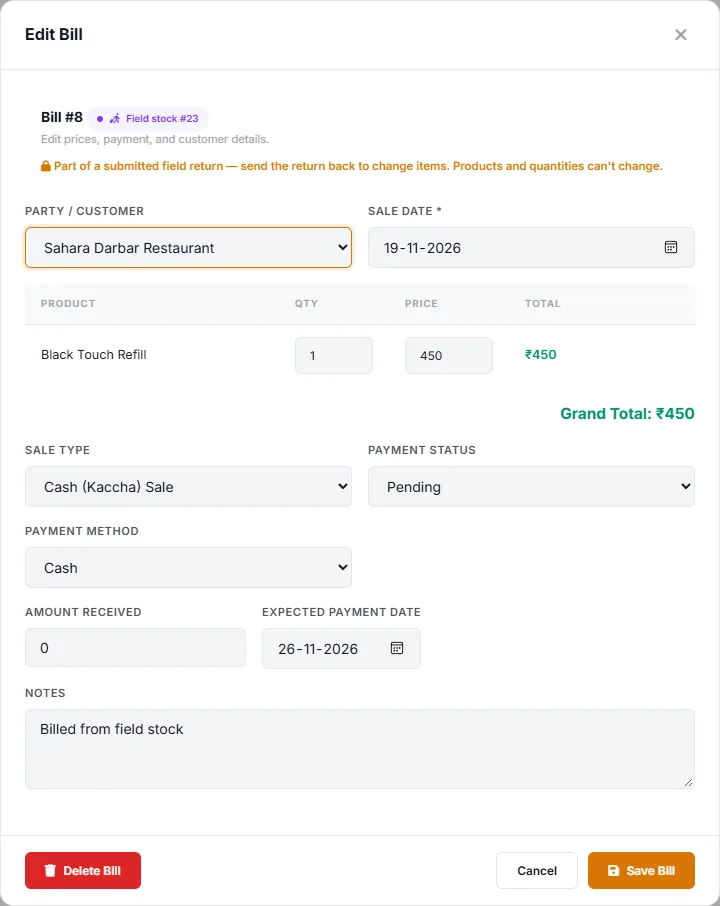 Edit Bill
Bill #8 Field stock #23
Edit prices, payment, and customer details.
Part of a submitted field return — send the return back to change items. Products and quantities can't change.
PARTY / CUSTOMER SALE DATE *
Sahara Darbar Restaurant 19-11-2026
PRODUCT QTY PRICE TOTAL
Black Touch Refill 1 450 ₹450
Grand Total: ₹450
SALE TYPE PAYMENT STATUS
Cash (Kaccha) Sale Pending
PAYMENT METHOD
Cash
AMOUNT RECEIVED EXPECTED PAYMENT DATE
0 26-11-2026
NOTES
Billed from field stock
Delete Bill Cancel Save Bill